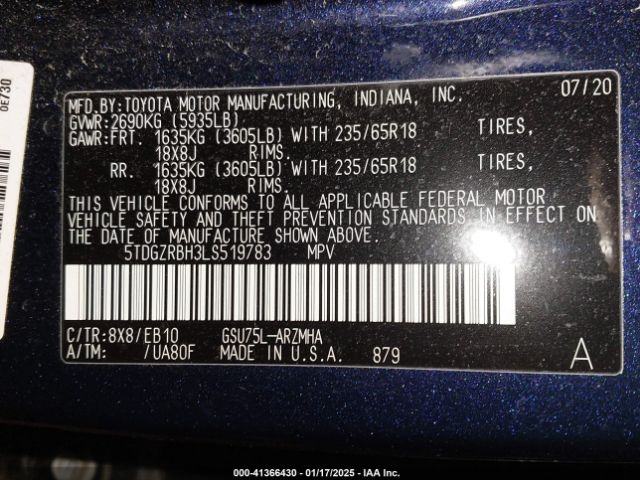 0E730
MFD.BY:TOYOTA MOTOR MANUFACTURING, INDIANA, INC. 07/20
GVWR:2690KG (5935LB)
GAWR:FRT. 1635KG (3605LB) WITH 235/65R18 TIRES,
18X8J RIMS.
RR. 1635KG (3605LB) WITH 235/65R18 TIRES,
18X8J RIMS.
THIS VEHICLE CONFORMS TO ALL APPLICABLE FEDERAL MOTOR
VEHICLE SAFETY AND THEFT PREVENTION STANDARDS IN EFFECT ON
THE DATE OF MANUFACTURE SHOWN ABOVE.
5TDGZRBH3LS519783 MPV
C/TR:8X8/EB10 GSU75L-ARZMHA
A/TM: /UA80F MADE IN U.S.A. 879 A
000-41366430 - 01/17/2025 - IAA Inc.